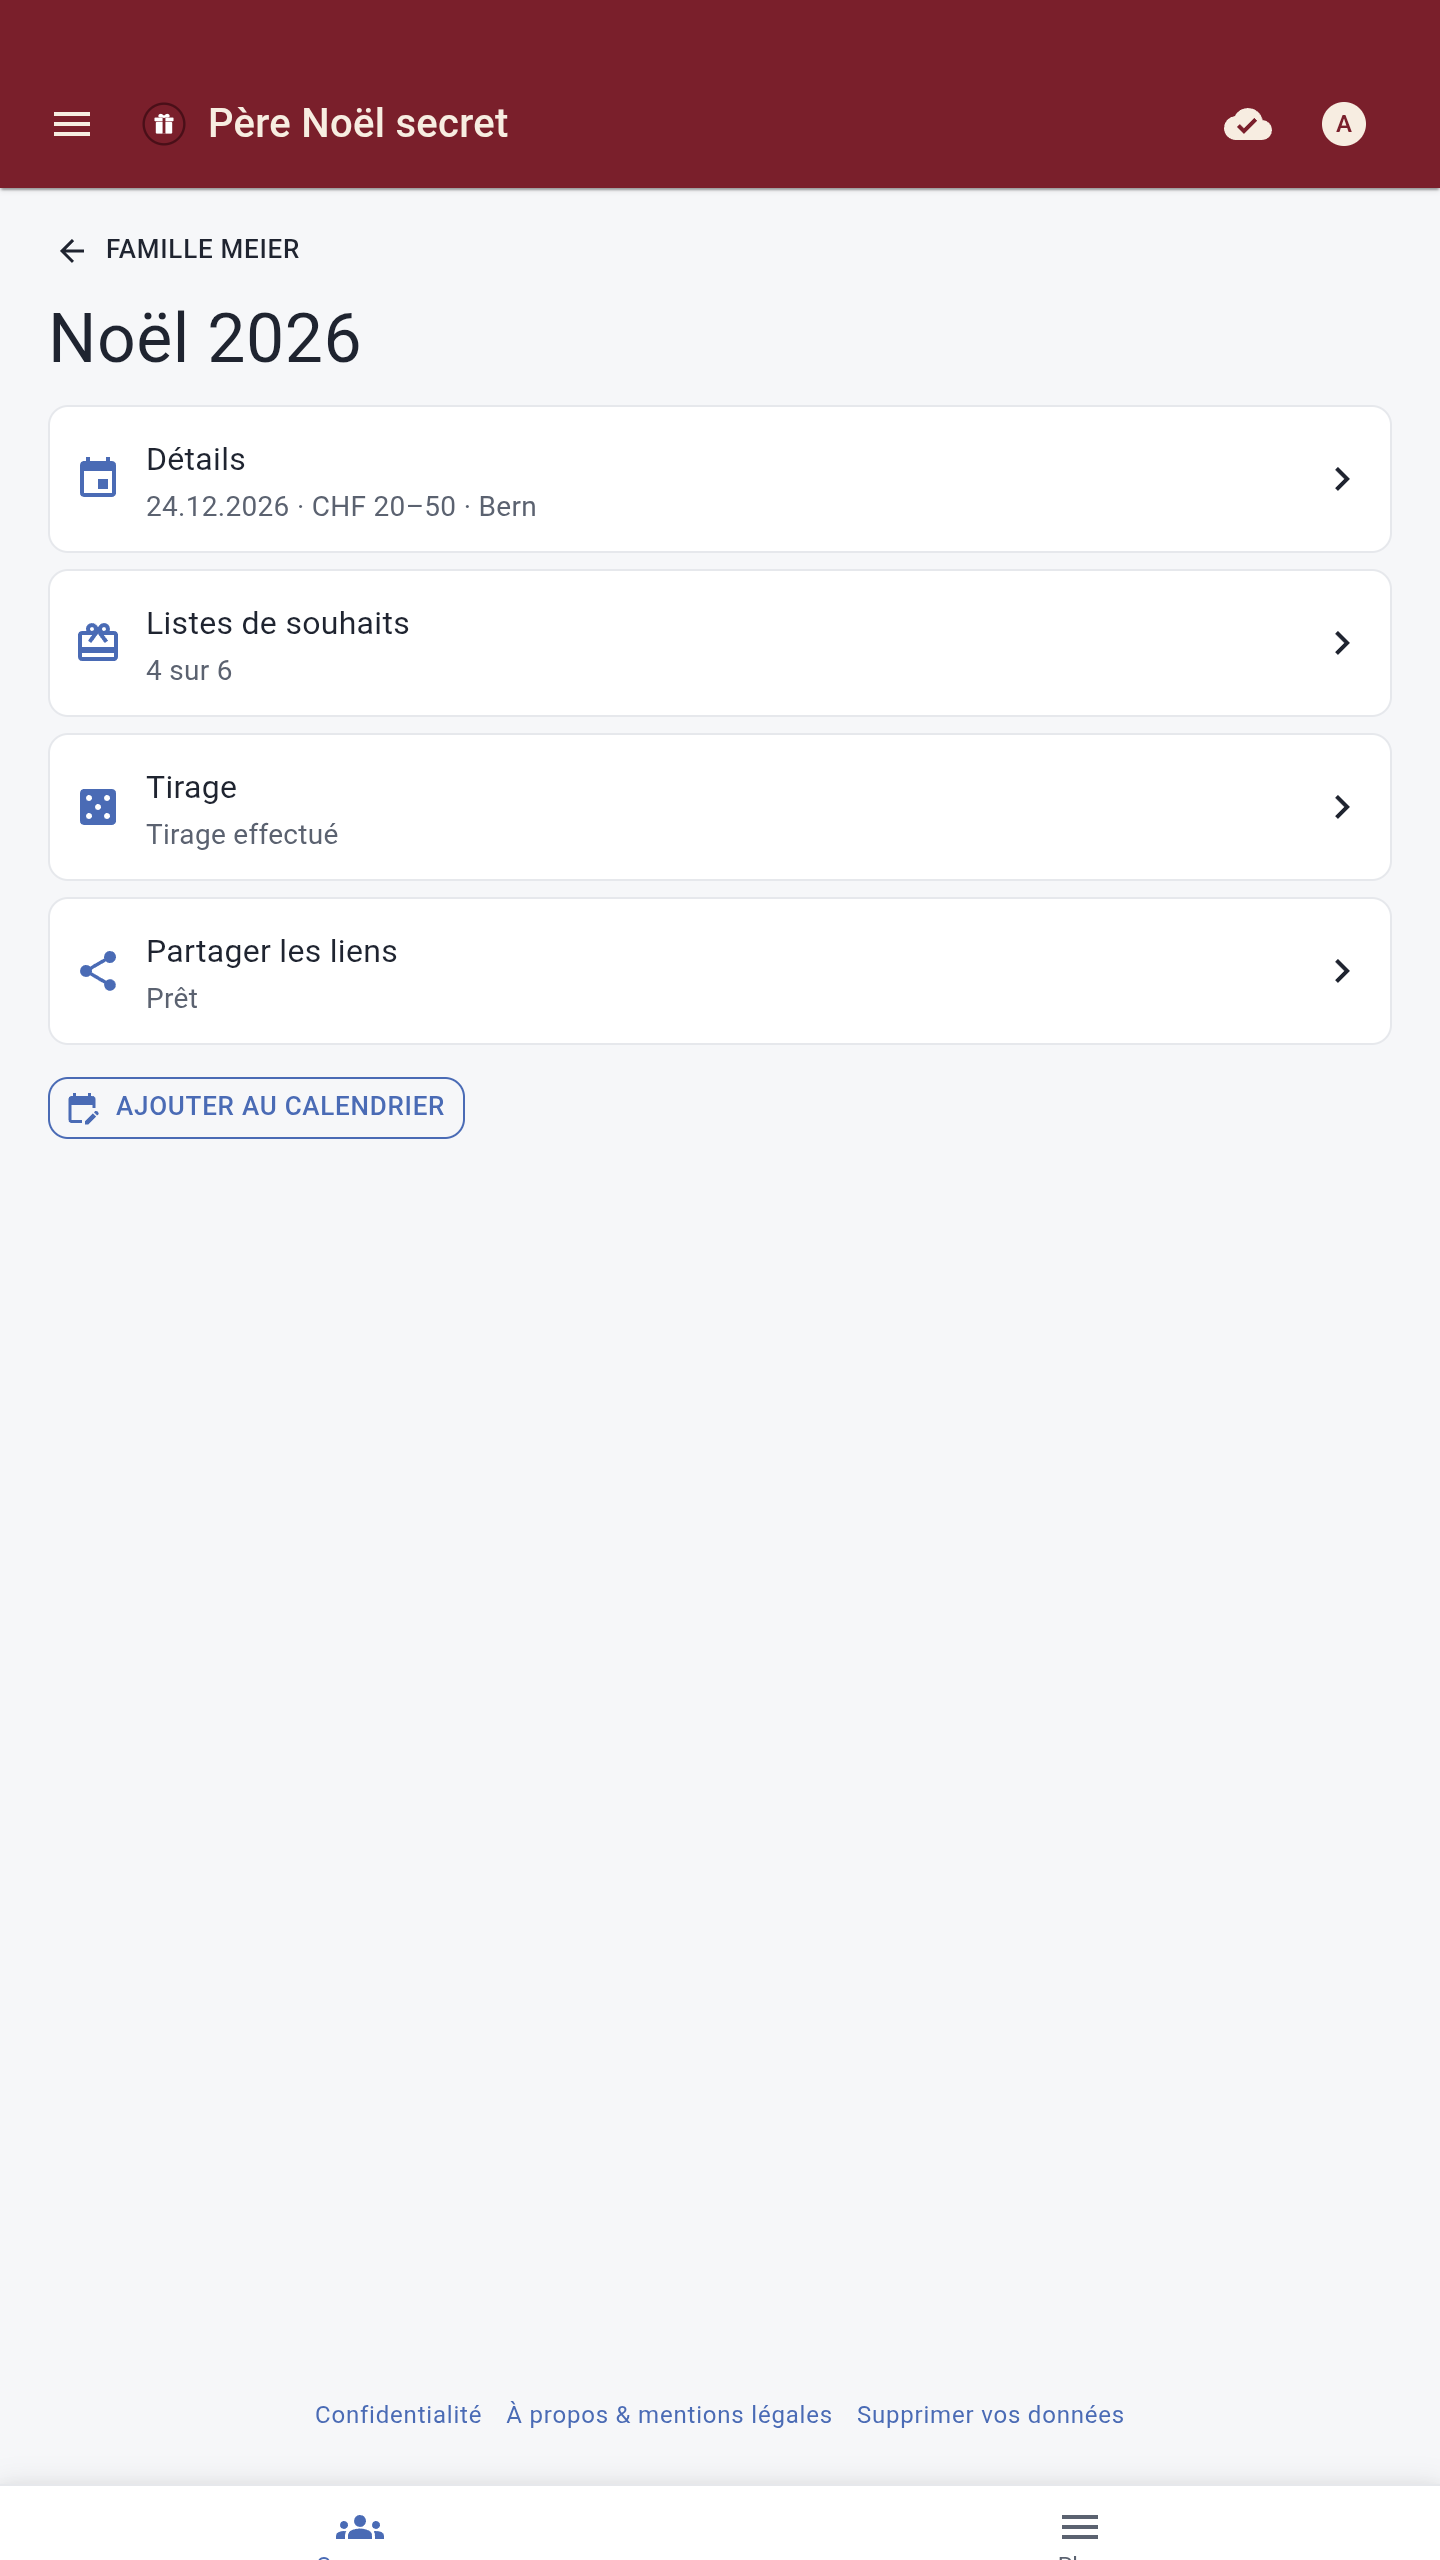 Père Noël secret
A
FAMILLE MEIER
Noël 2026
Détails
24.12.2026 · CHF 20–50 · Bern
Listes de souhaits
4 sur 6
Tirage
Tirage effectué
Partager les liens
Prêt
AJOUTER AU CALENDRIER
Confidentialité À propos & mentions légales Supprimer vos données